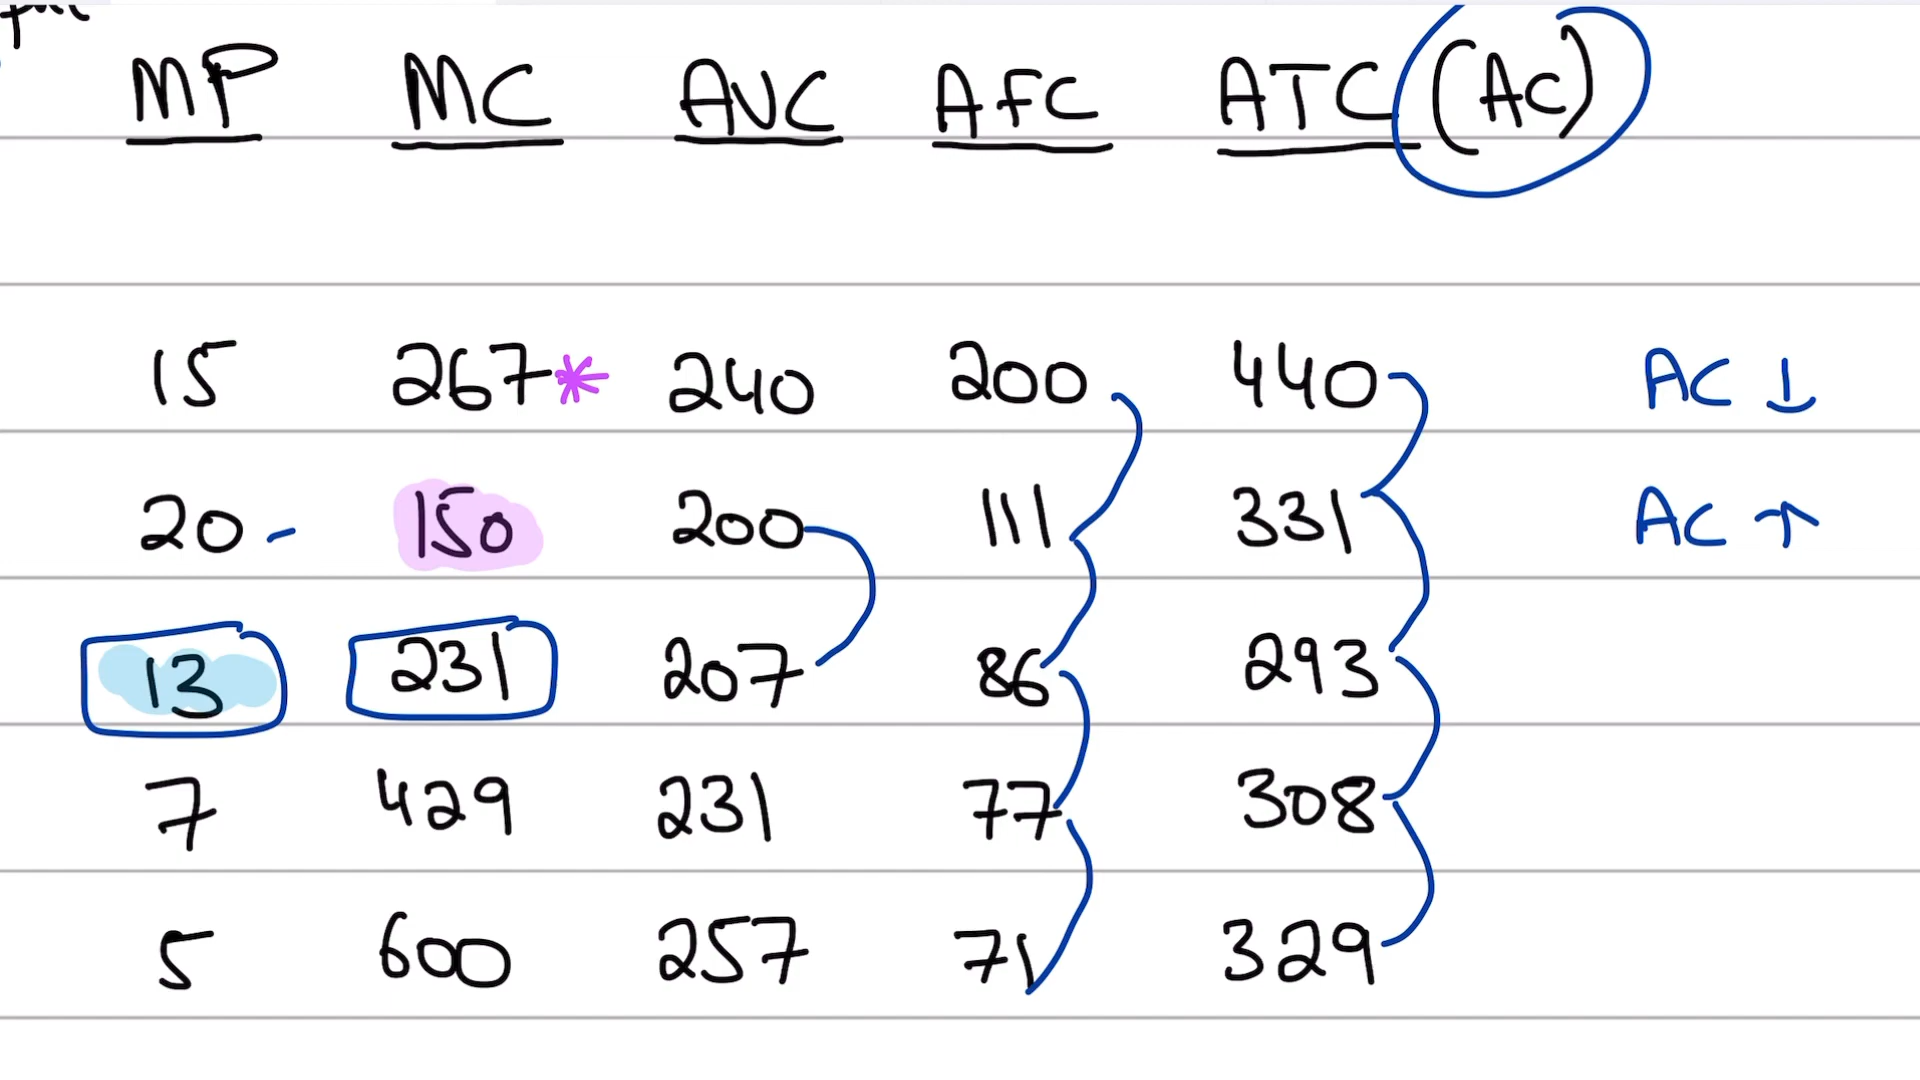 MP MC AVC AFC ATC (AC)
15 267* 240 200 440 AC ↓
20 - 150 200 111 331 AC ↑
13 231 207 86 293
7 429 231 77 308
5 600 257 71 329